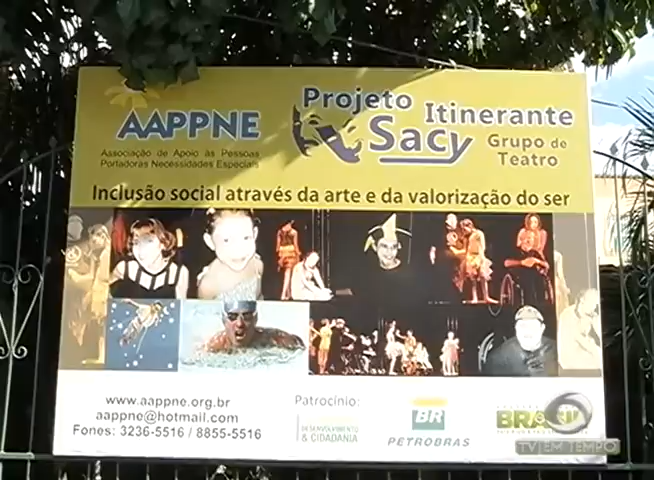 AAPPNE
Associação de Apoio às Pessoas
Portadoras Necessidades Especiais
Projeto Itinerante
Sacy
Grupo de
Teatro
Inclusão social através da arte e da valorização do ser
www.aappne.org.br
aappne@hotmail.com
Fones: 3236-5516 / 8855-5516
Patrocínio:
DESENVOLVIMENTO
& CIDADANIA
BR
PETROBRAS
BRASIL
TV EM TEMPO